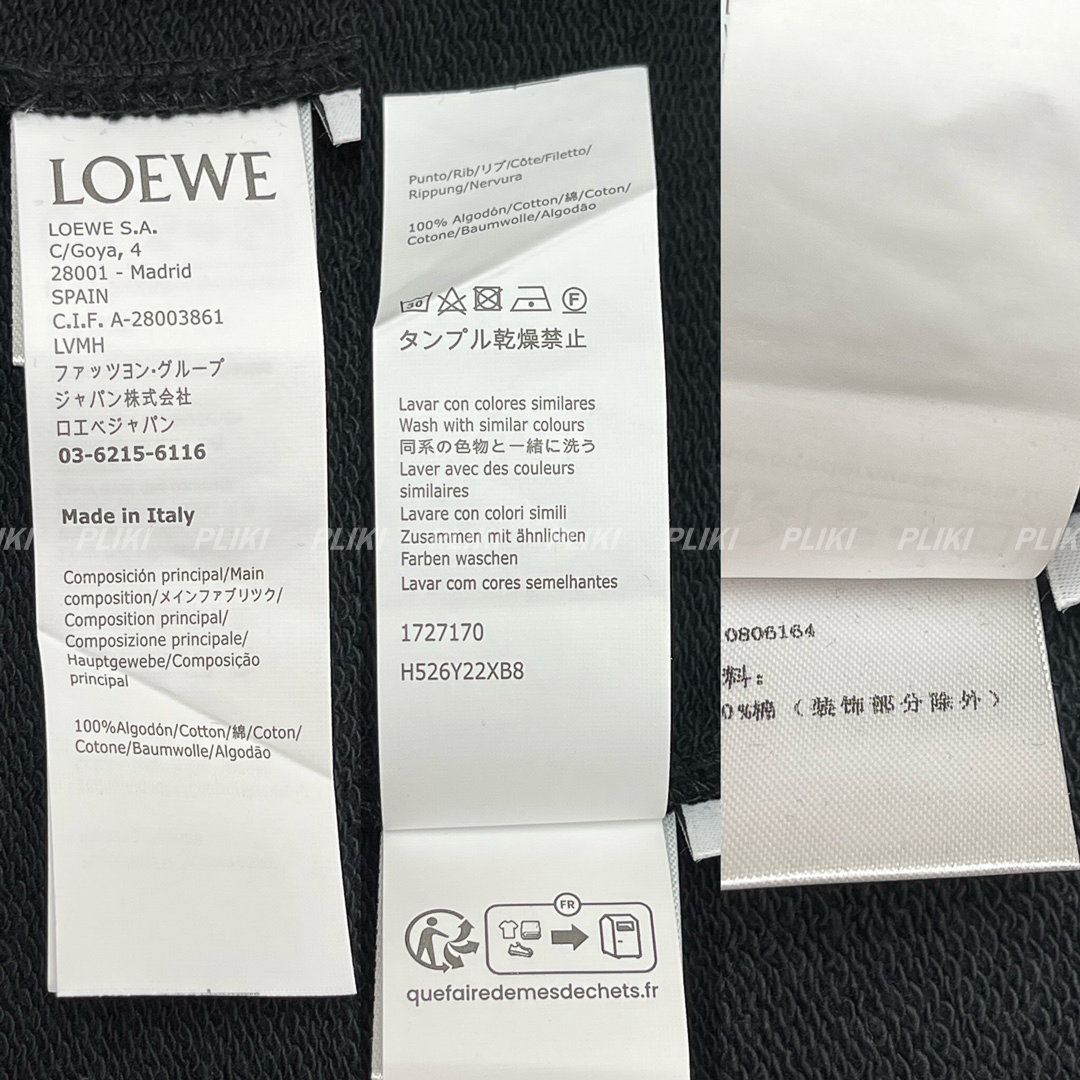 LOEWE
LOEWE S.A.
C/Goya, 4
28001 - Madrid
SPAIN
C.I.F. A-28003861
LVMH
ファッツヨン·グループ
ジャパン株式会社
ロエベジャパン
03-6215-6116
Made in Italy
Composición principal/Main
composition/メインファブリツク/
Composition principal/
Composizione principale/
Hauptgewebe/Composição
principal
100%Algodón/Cotton/綿/Coton/
Cotone/Baumwolle/Algodão
Punto/Rib/リブ/Côte/Filetto/
Rippung/Nervura
100% Algodón/Cotton/綿/Coton/
Cotone/Baumwolle/Algodão
30 F
タンプル乾燥禁止
Lavar con colores similares
Wash with similar colours
同系の色物と一緒に洗う
Laver avec des couleurs
similaires
Lavare con colori simili
Zusammen mit ähnlichen
Farben waschen
Lavar com cores semelhantes
1727170
H526Y22XB8
FR
quefairedemesdechets.fr
0806164
料:
0%棉（装饰部分除外）
PLIKI PLIKI PLIKI PLIKI PLIKI PLIKI PLIKI